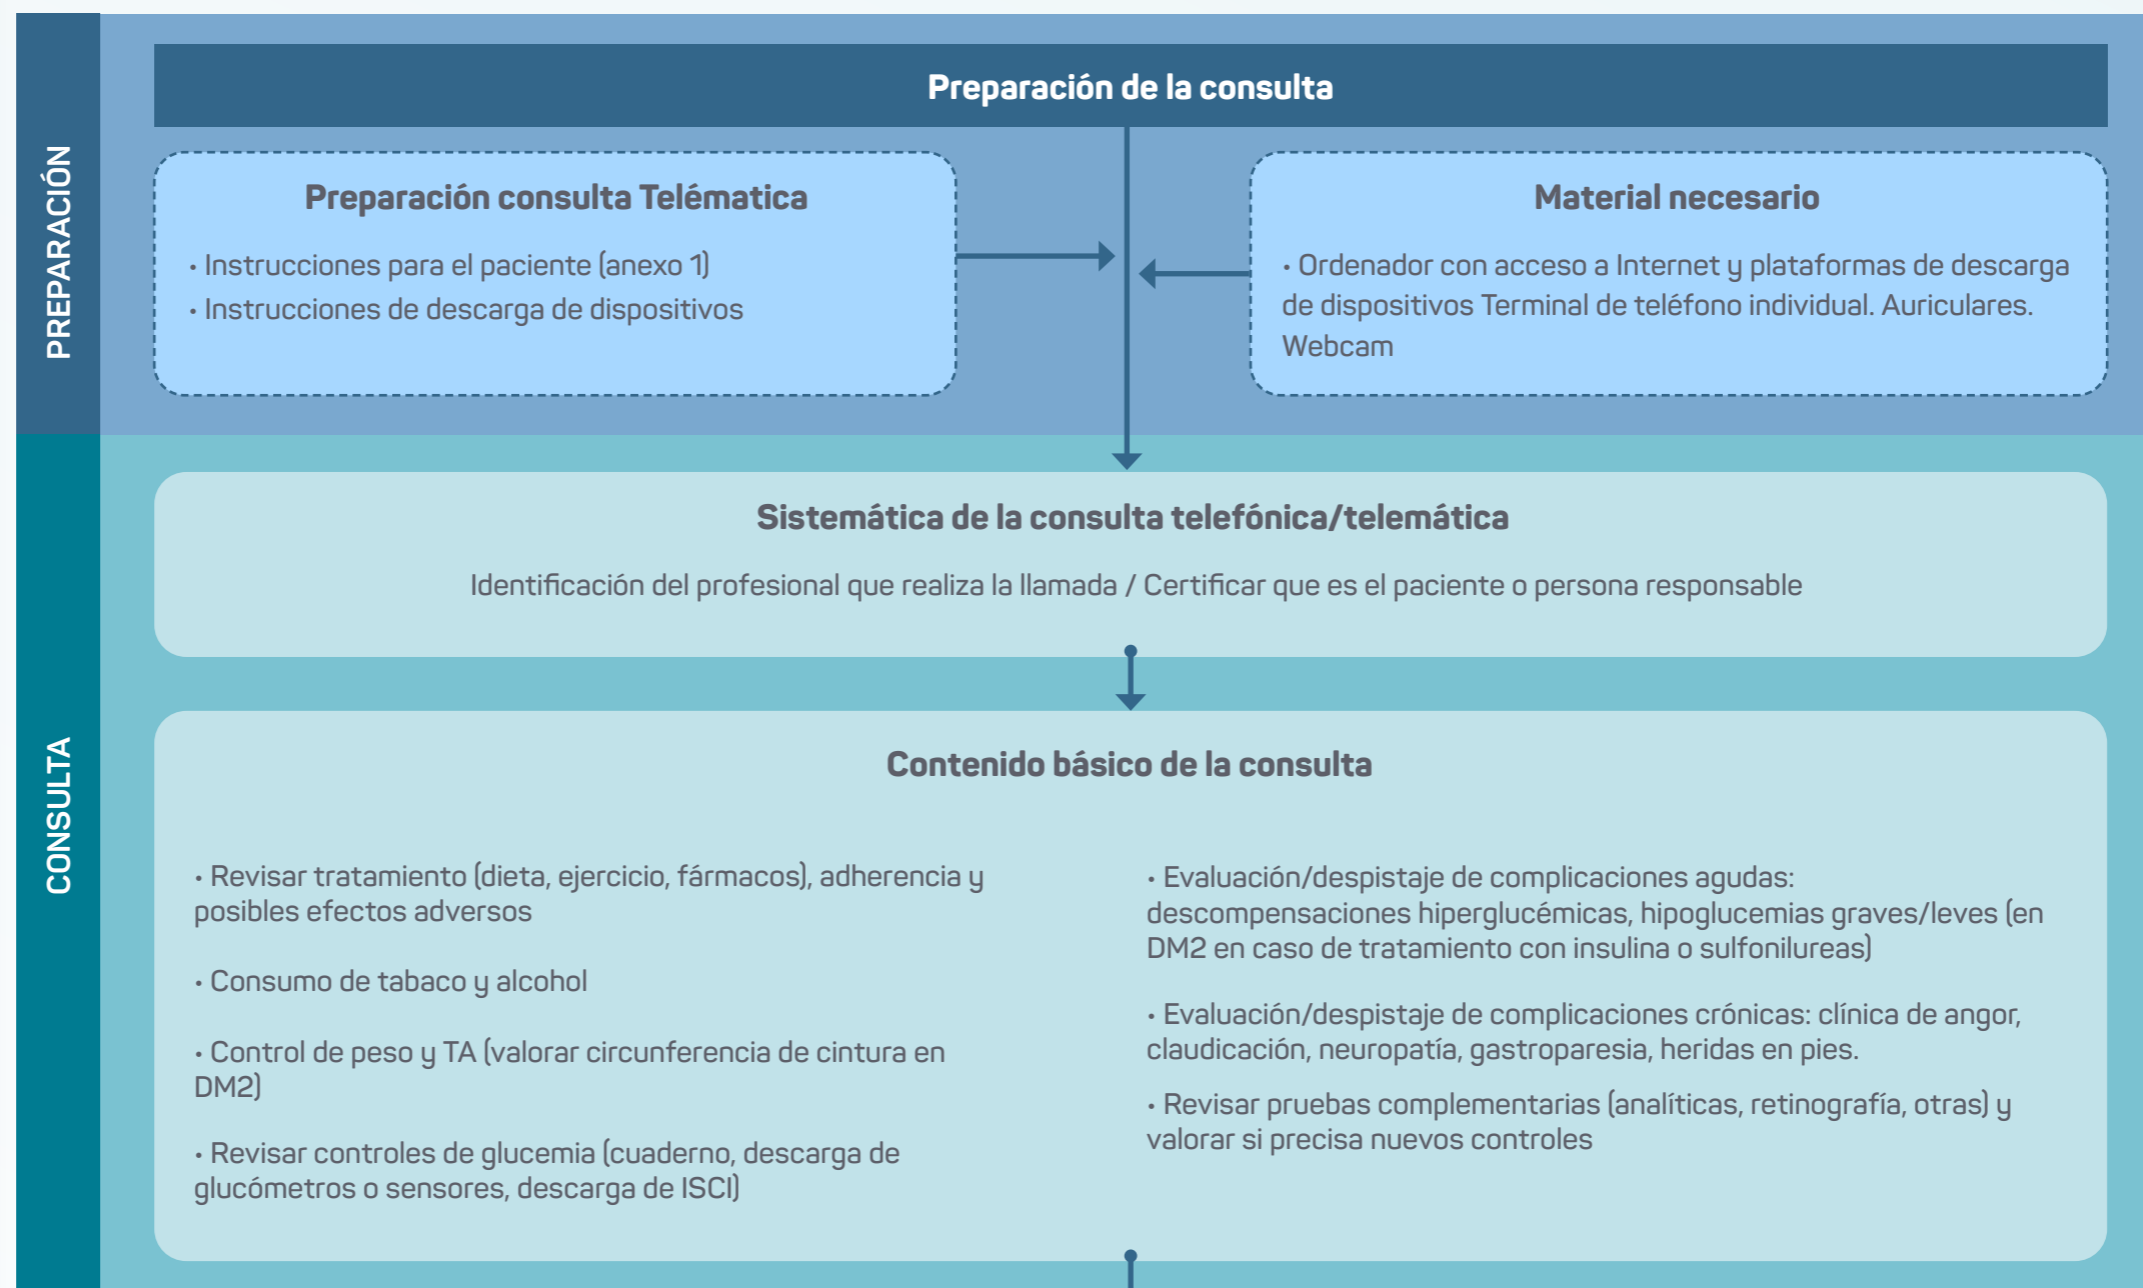 PREPARACIÓN
Preparación de la consulta
Preparación consulta Telématica
• Instrucciones para el paciente (anexo 1)
• Instrucciones de descarga de dispositivos
Material necesario
• Ordenador con acceso a Internet y plataformas de descarga
de dispositivos Terminal de teléfono individual. Auriculares.
Webcam
CONSULTA
Sistemática de la consulta telefónica/telemática
Identificación del profesional que realiza la llamada / Certificar que es el paciente o persona responsable
Contenido básico de la consulta
• Revisar tratamiento (dieta, ejercicio, fármacos), adherencia y
posibles efectos adversos
• Consumo de tabaco y alcohol
• Control de peso y TA (valorar circunferencia de cintura en
DM2)
• Revisar controles de glucemia (cuaderno, descarga de
glucómetros o sensores, descarga de ISCI)
• Evaluación/despistaje de complicaciones agudas:
descompensaciones hiperglucémicas, hipoglucemias graves/leves (en
DM2 en caso de tratamiento con insulina o sulfonilureas)
• Evaluación/despistaje de complicaciones crónicas: clínica de angor,
claudicación, neuropatía, gastroparesia, heridas en pies.
• Revisar pruebas complementarias (analíticas, retinografía, otras) y
valorar si precisa nuevos controles